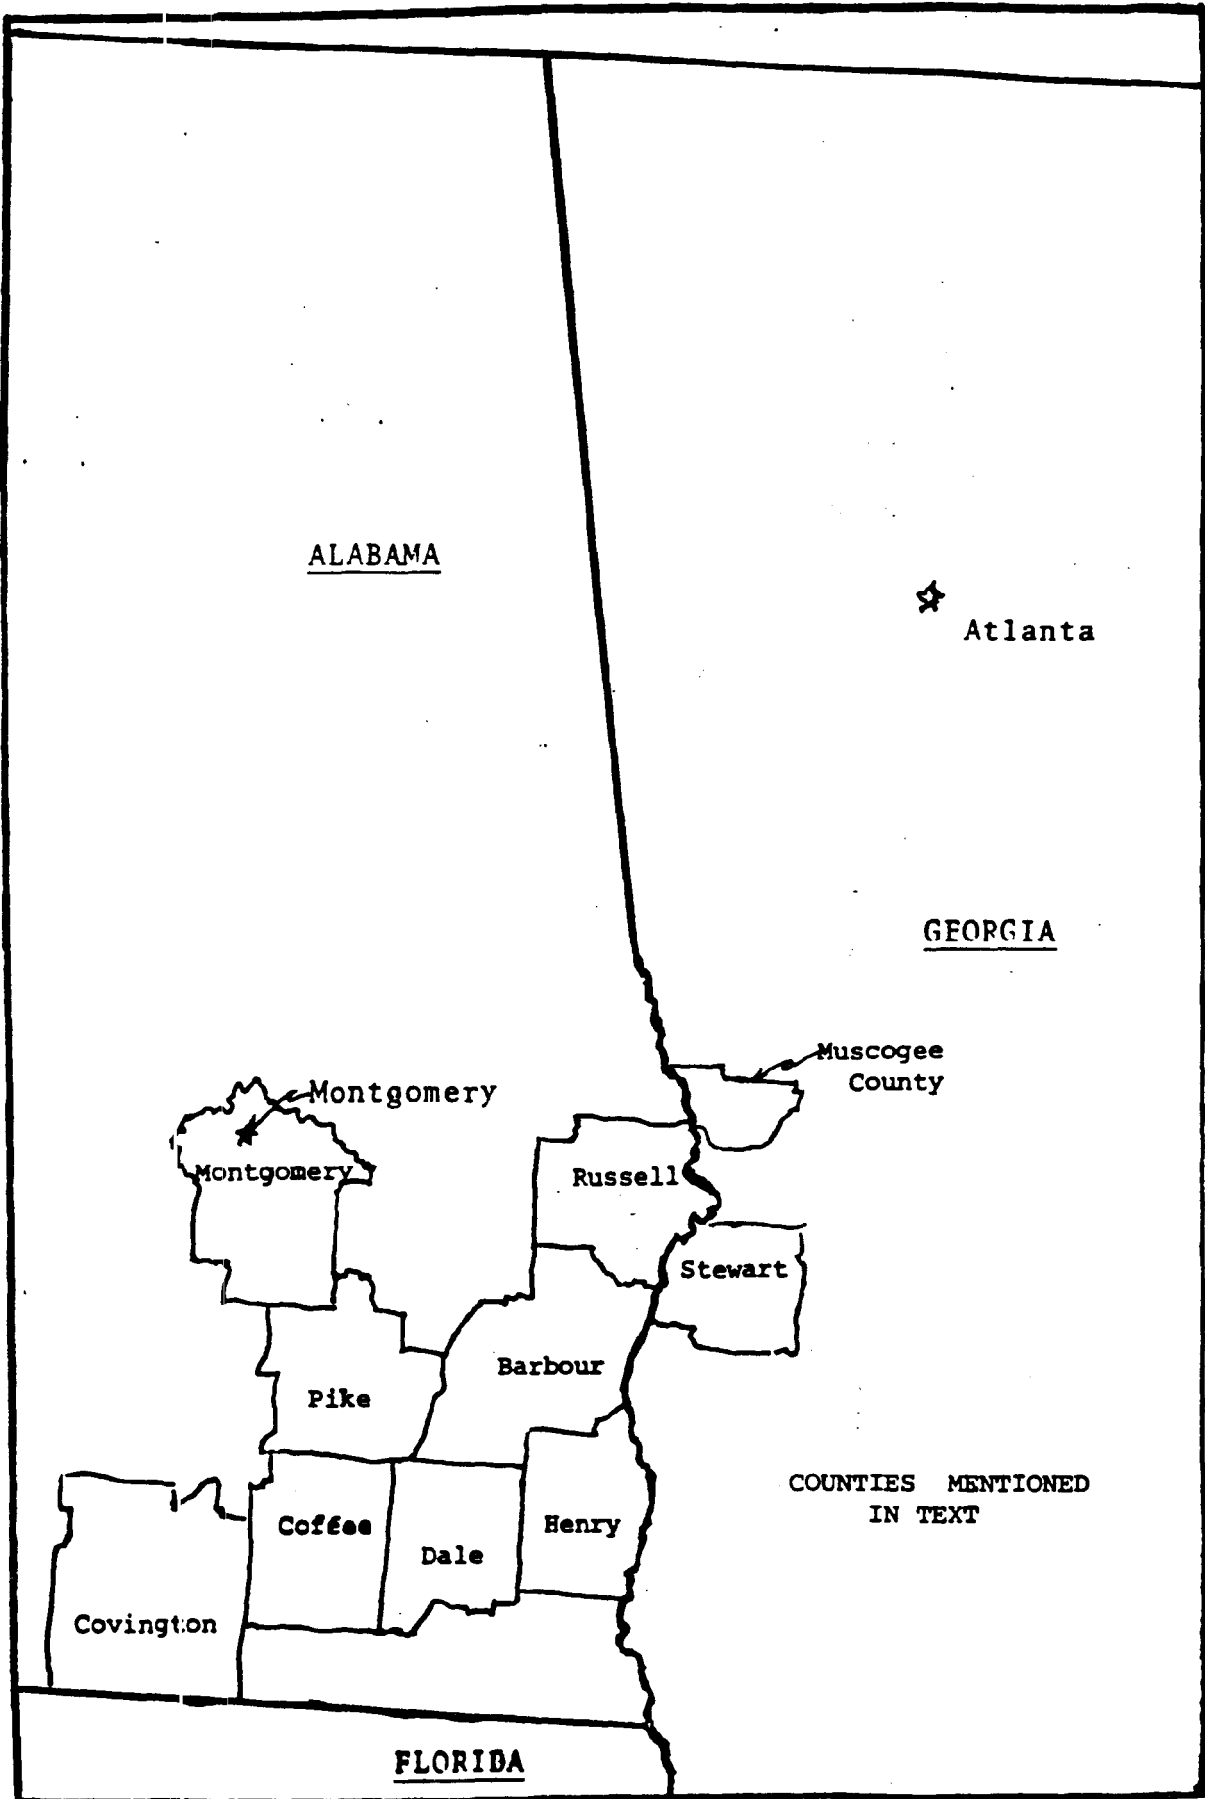 ALABAMA
Atlanta
GEORGIA
Muscogee
County
Montgomery
Montgomery
Russell
Stewart
Barbour
Pike
COUNTIES MENTIONED
IN TEXT
Coffee
Henry
Dale
Covington
FLORIDA